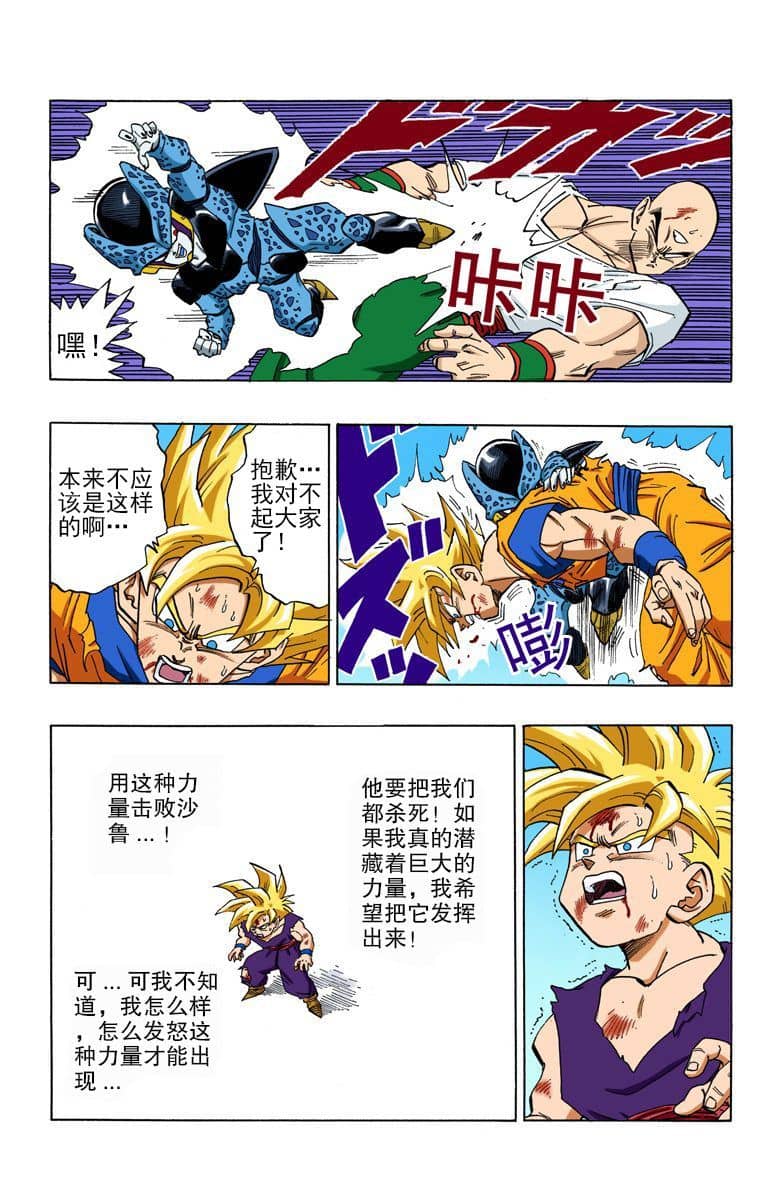 ドカッ
咔咔
嘿!
ドズッ
嘭
抱歉…不家
我对大
起了!
本来不应
该是这样
的啊…
他要把我们
都杀死! 如
果我真的潜
藏着巨大的
力量, 我希
望把它发挥
出来!
用这种力
量击败沙
鲁 ... !
可 ... 可我不知
道, 我怎么样
, 怎么发怒这
种力量才能出
现 ...